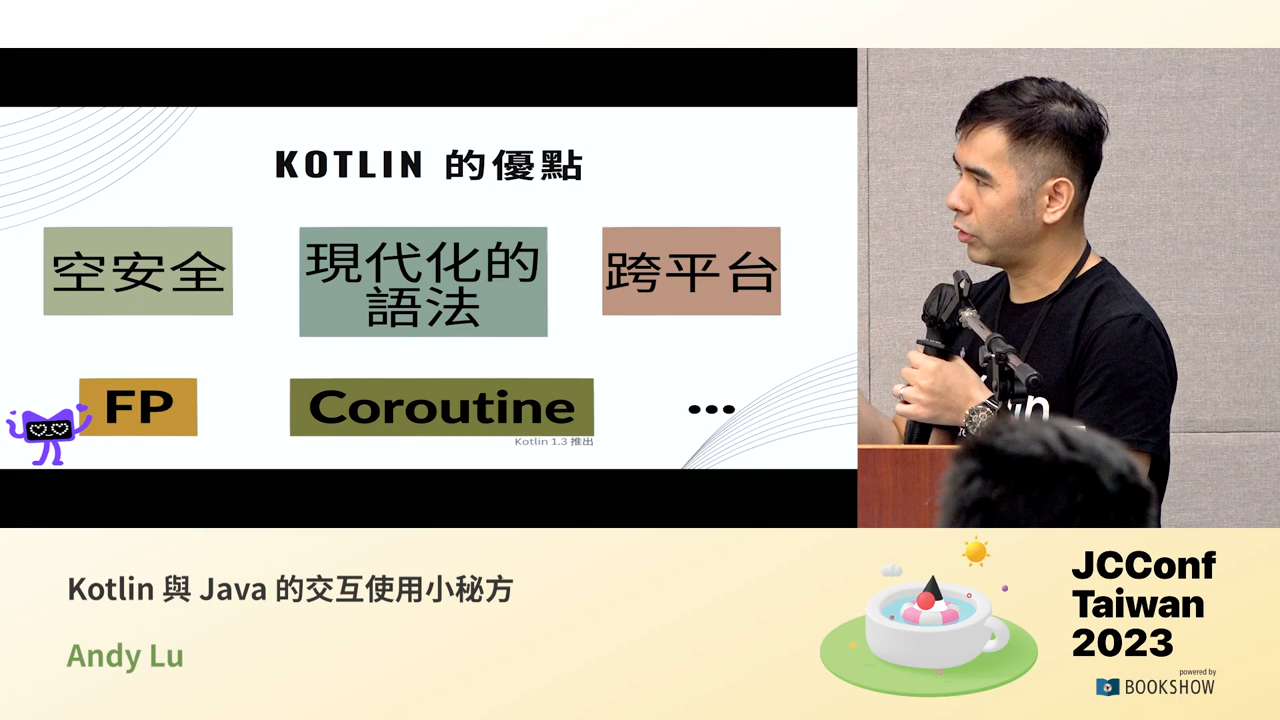 KOTLIN 的優點
空安全
現代化的
語法
跨平台
FP
Coroutine
...
Kotlin 1.3 推出
Kotlin 與 Java 的交互使用小秘方
Andy Lu
JCConf
Taiwan
2023
powered by
BOOKSHOW